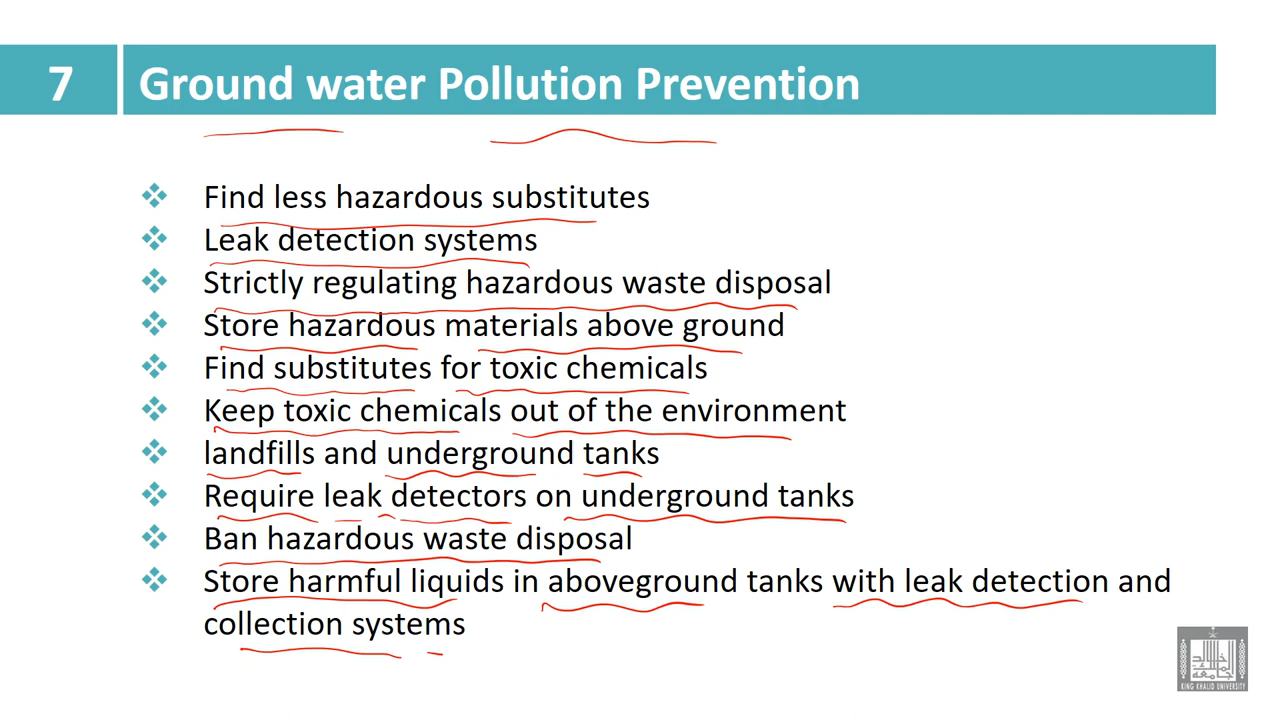 7
Ground water Pollution Prevention
Find less hazardous substitutes
Leak detection systems
Strictly regulating hazardous waste disposal
Store hazardous materials above ground
Find substitutes for toxic chemicals
Keep toxic chemicals out of the environment
landfills and underground tanks
Require leak detectors on underground tanks
Ban hazardous waste disposal
Store harmful liquids in aboveground tanks with leak detection and
collection systems
KING KHALID UNIVERSITY